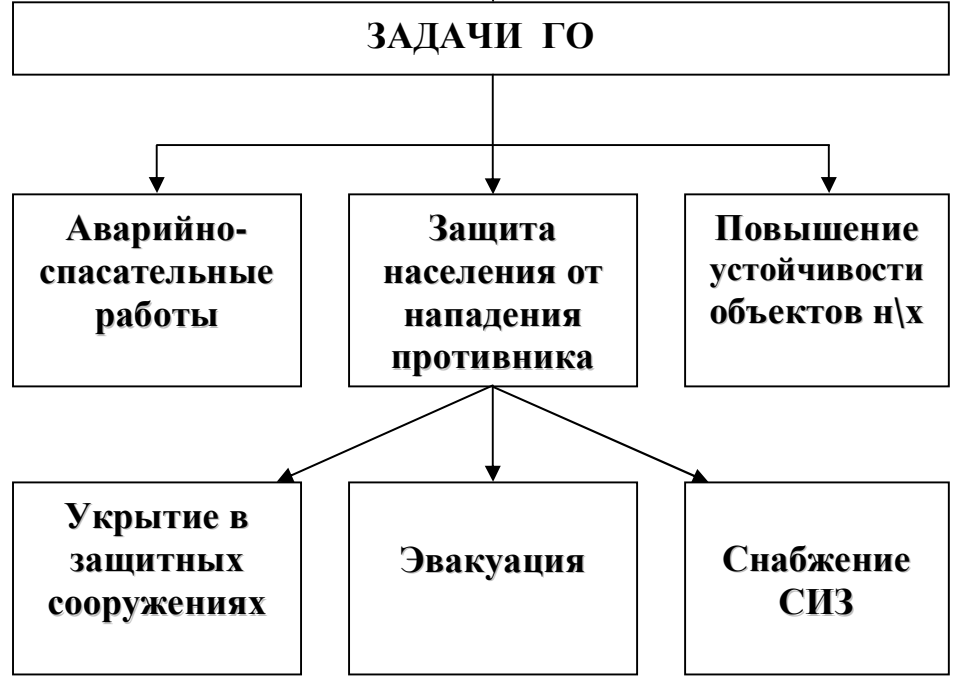 ЗАДАЧИ ГО
Аварийно-
спасательные
работы
Защита
населения от
нападения
противника
Повышение
устойчивости
объектов н\х
Укрытие в
защитных
сооружениях
Эвакуация
Снабжение
СИЗ